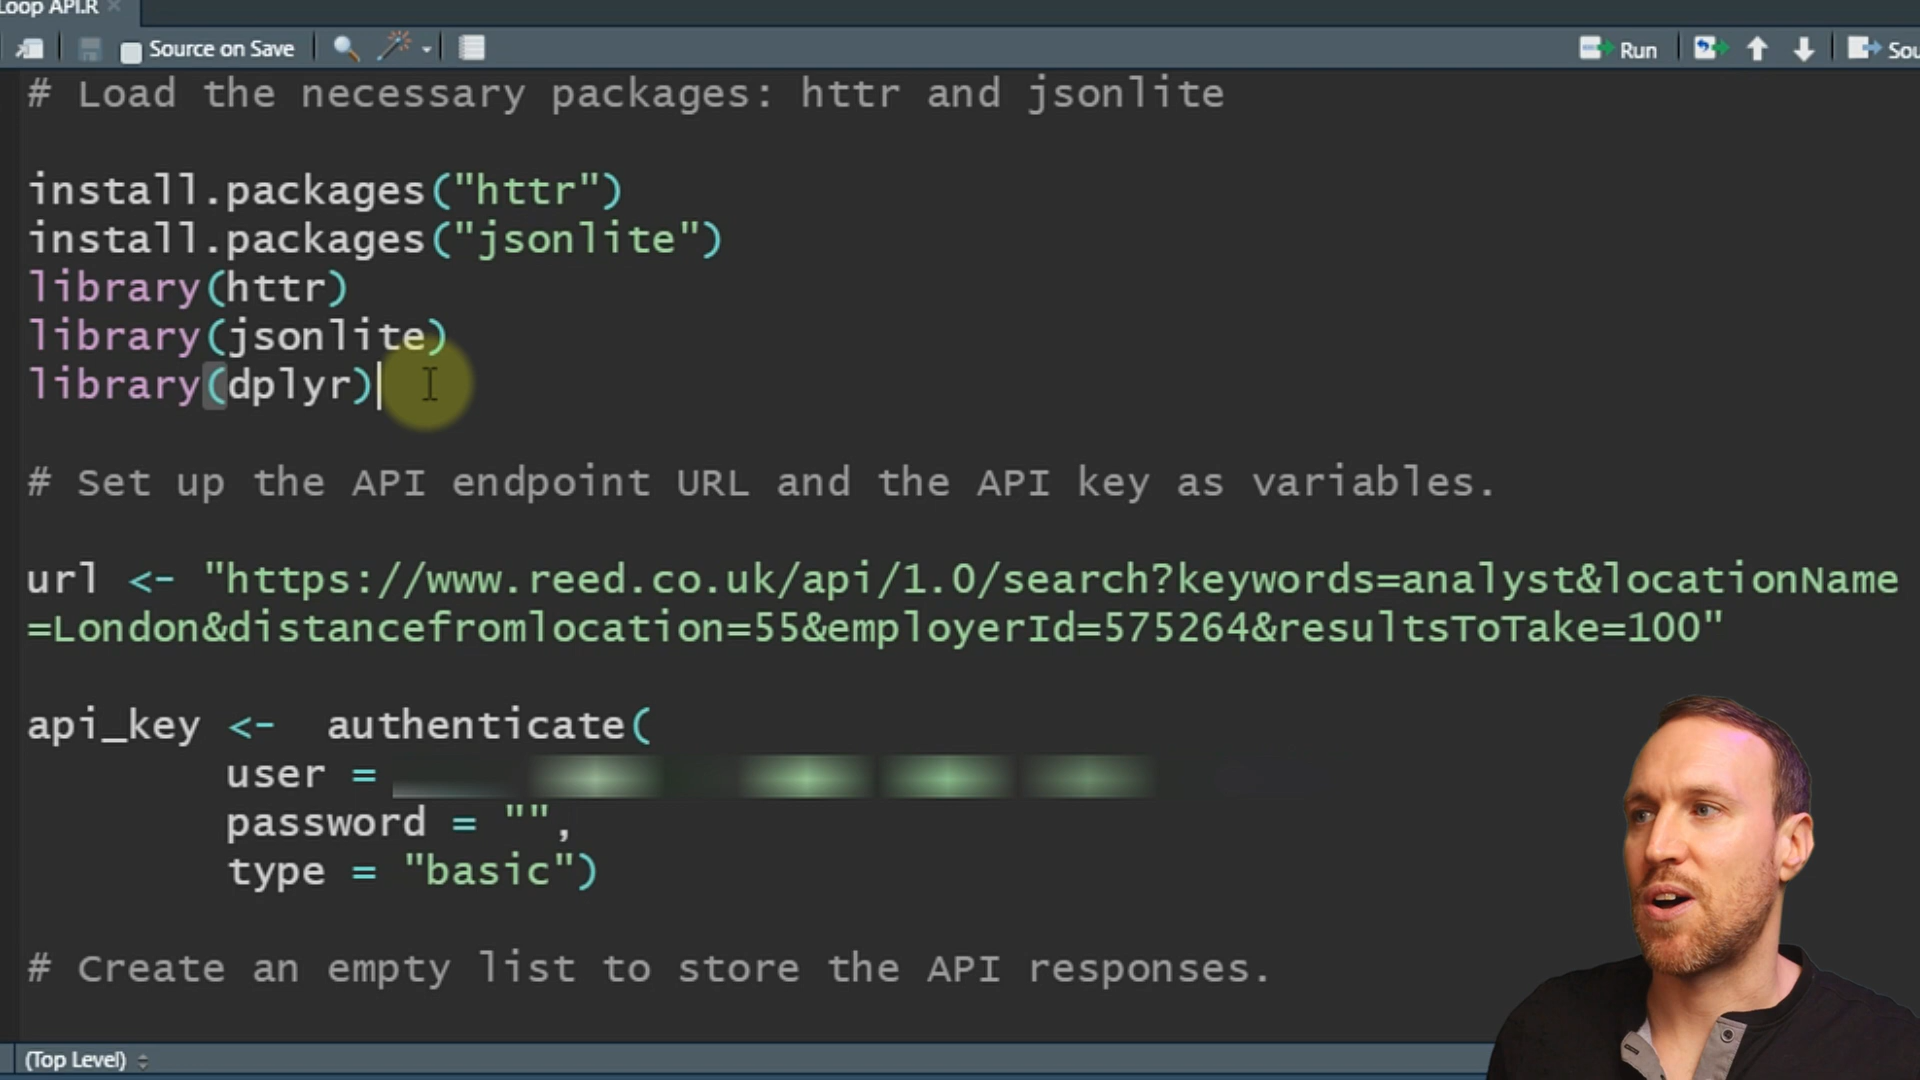 Loop API.R
Source on Save
Run
Sou
# Load the necessary packages: httr and jsonlite
install.packages("httr")
install.packages("jsonlite")
library(httr)
library(jsonlite)
library(dplyr)
# Set up the API endpoint URL and the API key as variables.
url <- "https://www.reed.co.uk/api/1.0/search?keywords=analyst&locationName
=London&distancefromlocation=55&employerId=575264&resultsToTake=100"
api_key <-  authenticate(
user =
password = "",
type = "basic")
# Create an empty list to store the API responses.
(Top Level)